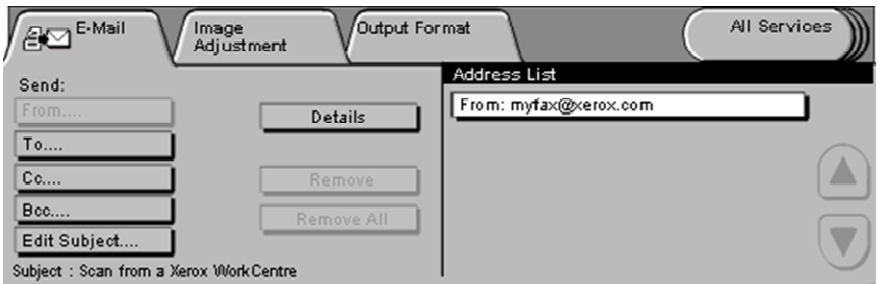 E-Mail
Image
Adjustment
Output Format
All Services
Send:
From....
To....
Cc....
Bcc....
Edit Subject....
Subject : Scan from a Xerox WorkCentre
Details
Remove
Remove All
Address List
From: myfax@xerox.com